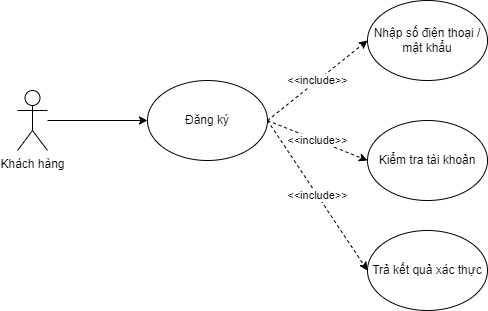 Nhập số điện thoại /
mật khẩu
<<include>>
Đăng ký
<<include>>
Kiểm tra tài khoản
Khách hàng
<<include>>
Trả kết quả xác thực